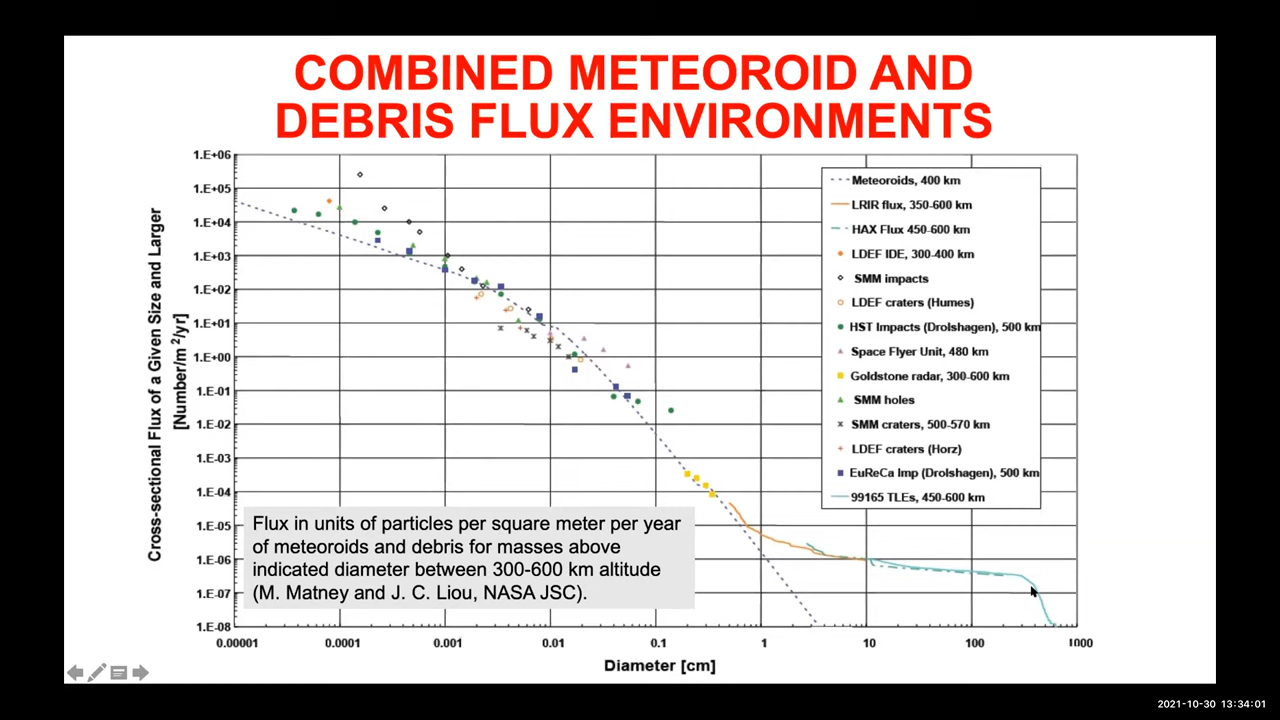 COMBINED METEOROID AND
DEBRIS FLUX ENVIRONMENTS
Cross-sectional Flux of a Given Size and Larger
[Number/m²/yr]
1.E+06
1.E+05
1.E+04
1.E+03
1.E+02
1.E+01
1.E+00
1.E-01
1.E-02
1.E-03
1.E-04
1.E-05
1.E-06
1.E-07
1.E-08
Meteoroids, 400 km
LRIR flux, 350-600 km
HAX Flux 450-600 km
LDEF IDE, 300-400 km
SMM impacts
LDEF craters (Humes)
HST Impacts (Drolshagen), 500 km
Space Flyer Unit, 480 km
Goldstone radar, 300-600 km
SMM holes
SMM craters, 500-570 km
LDEF craters (Horz)
EuReCa Imp (Drolshagen), 500 km
99165 TLEs, 450-600 km
Flux in units of particles per square meter per year
of meteoroids and debris for masses above
indicated diameter between 300-600 km altitude
(M. Matney and J. C. Liou, NASA JSC).
0.00001 0.0001 0.001 0.01 0.1 1 10 100 1000
Diameter [cm]
2021-10-30 13:34:01